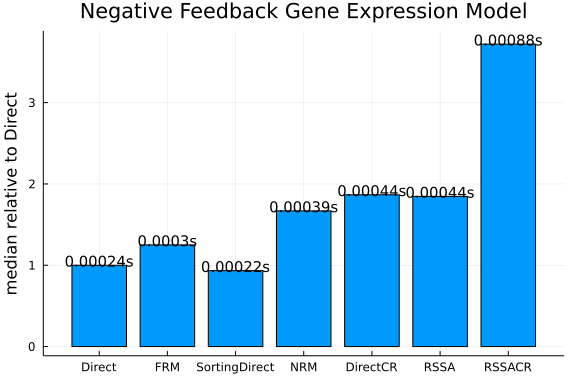 Negative Feedback Gene Expression Model
median relative to Direct
3
2
1
0
0.00024s
0.0003s
0.00022s
0.00039s
0.00044s
0.00044s
0.00088s
Direct FRM SortingDirect NRM DirectCR RSSA RSSACR